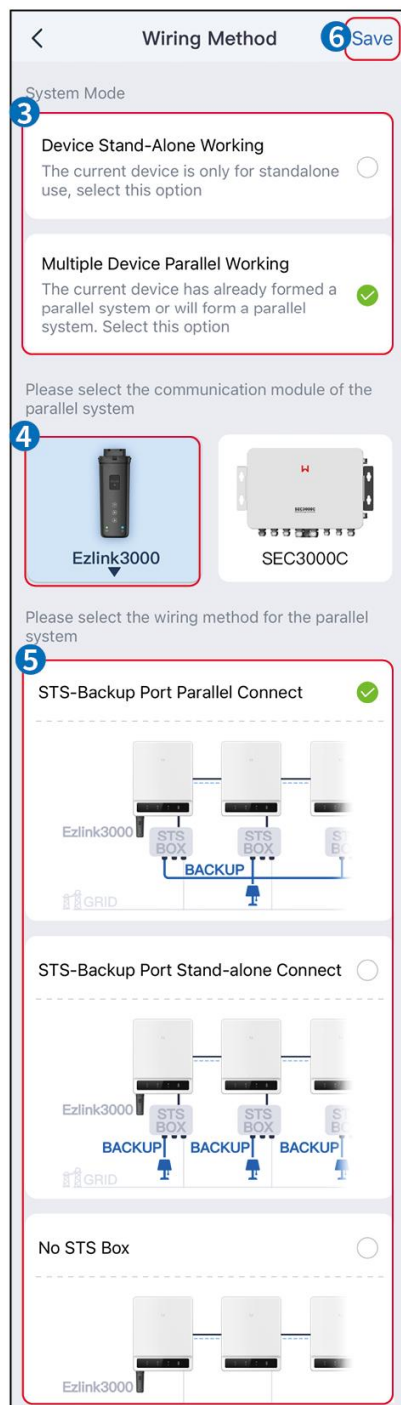 Wiring Method
6
Save
System Mode
3
Device Stand-Alone Working
The current device is only for standalone
use, select this option
Multiple Device Parallel Working
The current device has already formed a
parallel system or will form a parallel
system. Select this option
Please select the communication module of the
parallel system
4
SEC3000C
Ezlink3000
SEC3000C
Please select the wiring method for the parallel
system
5
STS-Backup Port Parallel Connect
Ezlink3000
STS
BOX
STS
BOX
ST
BO
BACKUP
GRID
STS-Backup Port Stand-alone Connect
Ezlink3000
STS
BOX
STS
BOX
ST
BO
BACKUP
BACKUP
BACKUP
GRID
No STS Box
Ezlink3000